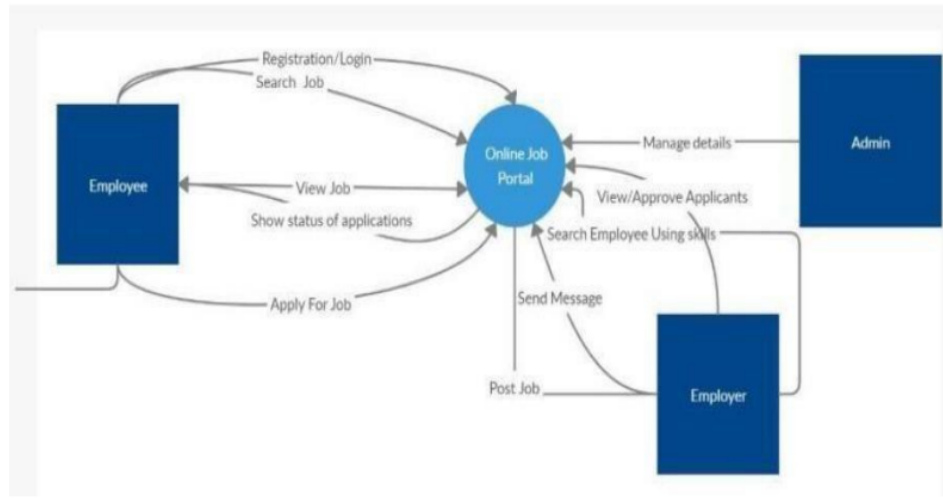 Registration/Login
Search Job
Online Job
Portal
Manage details
Admin
Employee
View Job
View/Approve Applicants
Show status of applications
Search Employee Using skills
Send Message
Apply For Job
Post Job
Employer